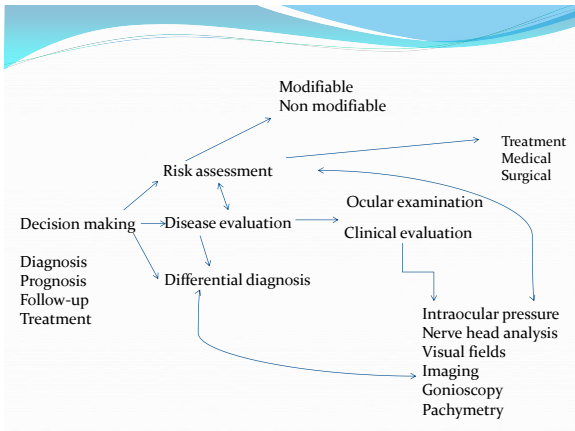 Modifiable
Non modifiable
Treatment
Medical
Surgical
Risk assessment
Ocular examination
Decision making
Disease evaluation
Clinical evaluation
Diagnosis
Prognosis
Follow-up
Treatment
Differential diagnosis
Intraocular pressure
Nerve head analysis
Visual fields
Imaging
Gonioscopy
Pachymetry